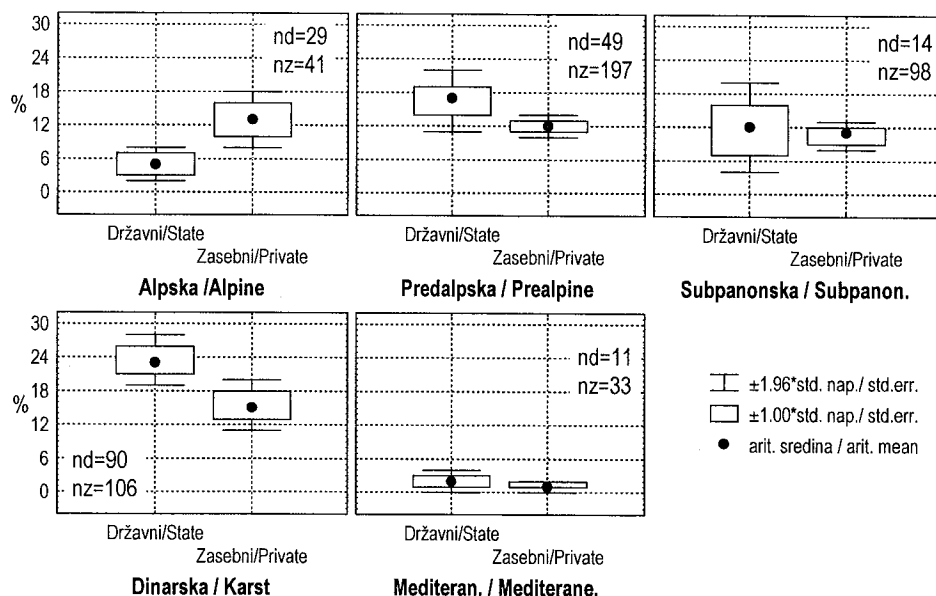 30
24
18
12
6
0
%
nd=29
nz=41
Državni/State
Zasebni/Private
Alpska /Alpine
nd=49
nz=197
Državni/State
Zasebni/Private
Predalpska / Prealpine
nd=14
nz=98
Državni/State
Zasebni/Private
Subpanonska / Subpanon.
30
24
18
12
6
0
%
nd=90
nz=106
Državni/State
Zasebni/Private
Dinarska / Karst
nd=11
nz=33
Državni/State
Zasebni/Private
Mediteran. / Mediterane.
±1.96*std. nap./ std.err.
±1.00*std. nap./ std.err.
arit. sredina / arit. mean